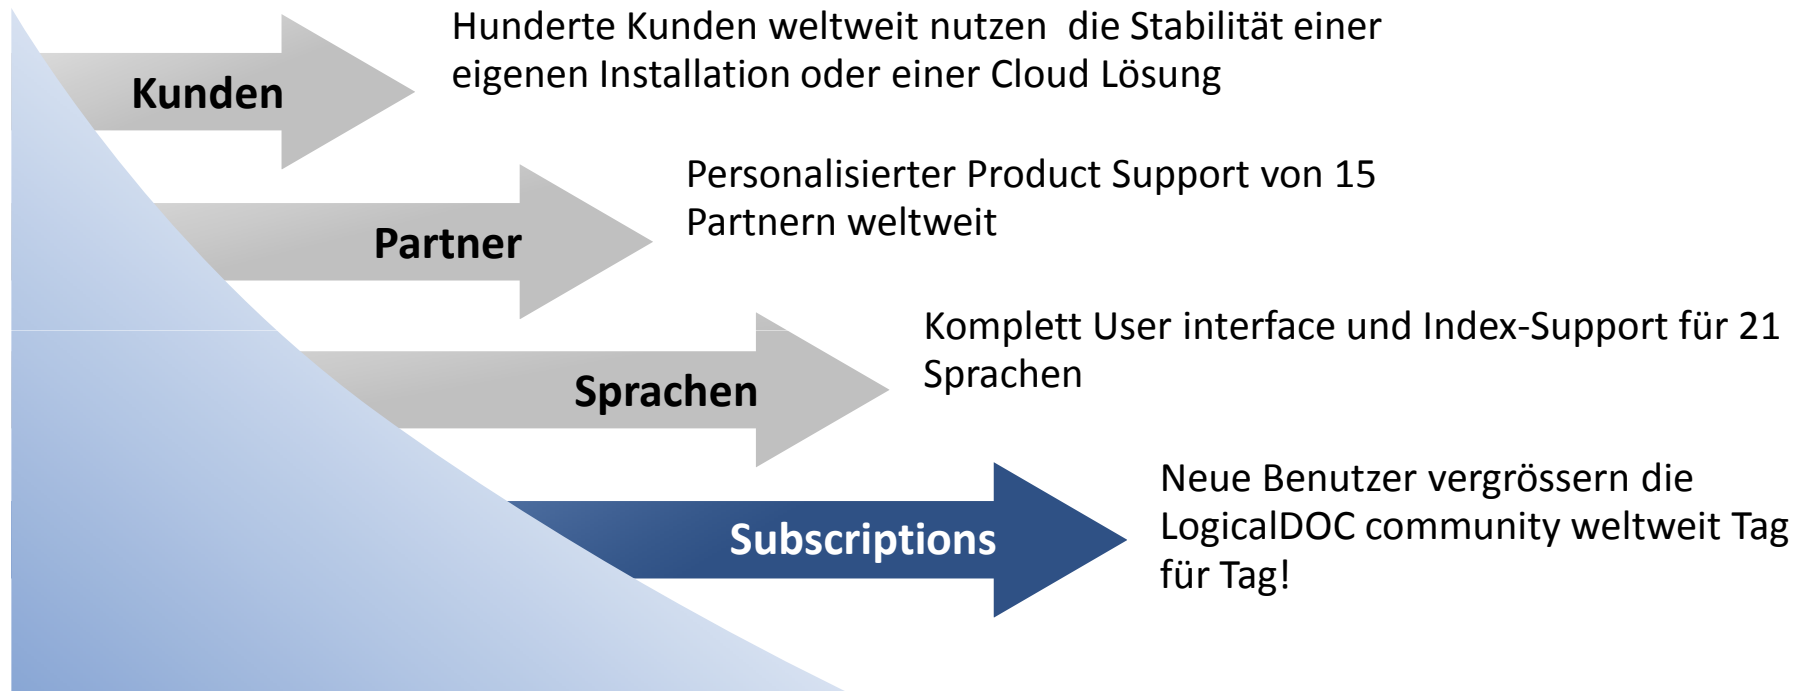 Kunden
Hunderte Kunden weltweit nutzen  die Stabilität einer
eigenen Installation oder einer Cloud Lösung
Partner
Personalisierter Product Support von 15
Partnern weltweit
Sprachen
Komplett User interface und Index-Support für 21
Sprachen
Subscriptions
Neue Benutzer vergrössern die
LogicalDOC community weltweit Tag
für Tag!